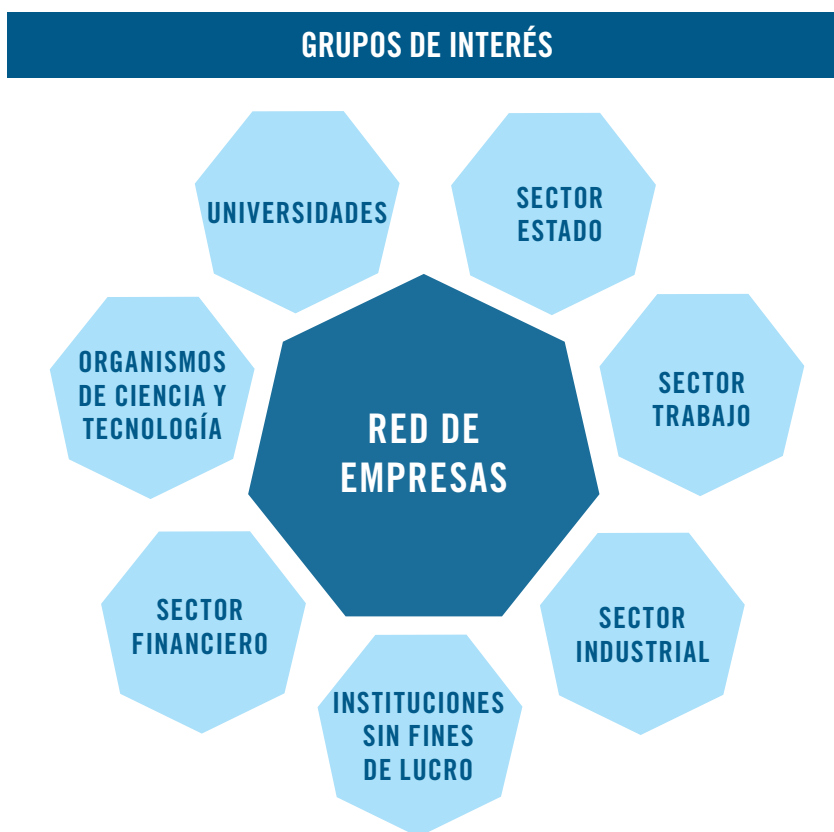 GRUPOS DE INTERÉS
UNIVERSIDADES
SECTOR
ESTADO
ORGANISMOS
DE CIENCIA Y
TECNOLOGÍA
SECTOR
TRABAJO
RED DE
EMPRESAS
SECTOR
FINANCIERO
SECTOR
INDUSTRIAL
INSTITUCIONES
SIN FINES
DE LUCRO